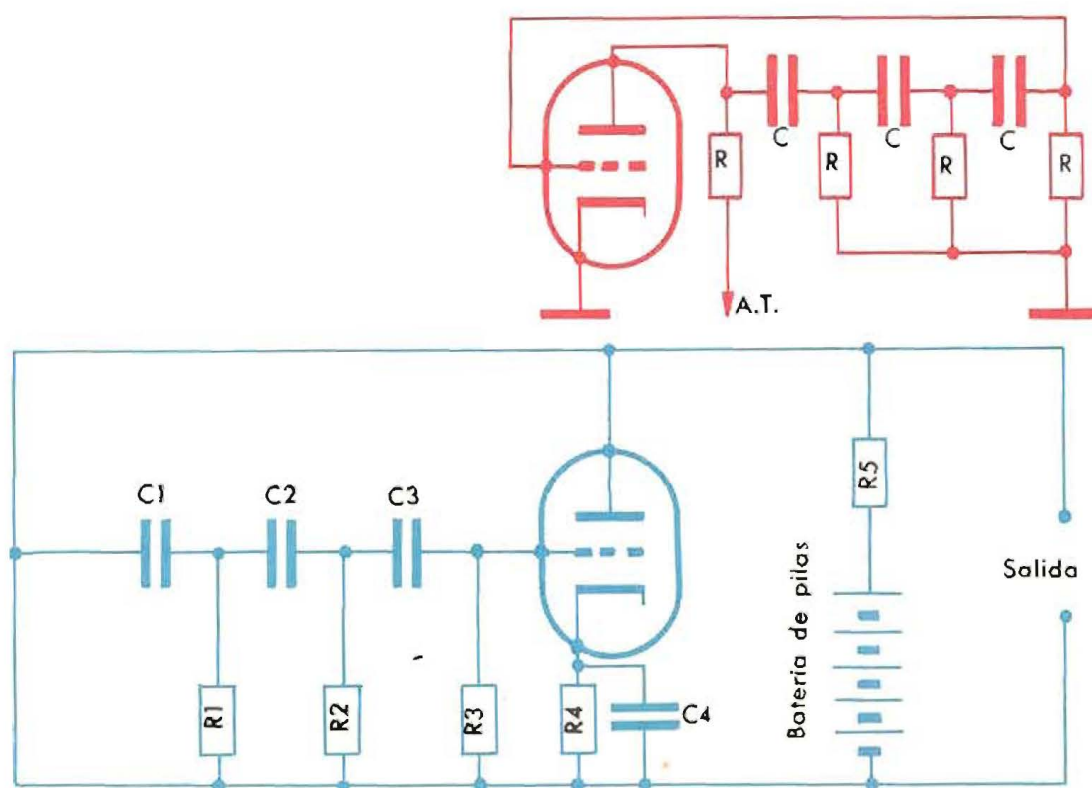 C C C
R R R R
A.T.
C1 C2 C3
R5
Salida
Batería de pilas
R1 R2 R3 R4 C4